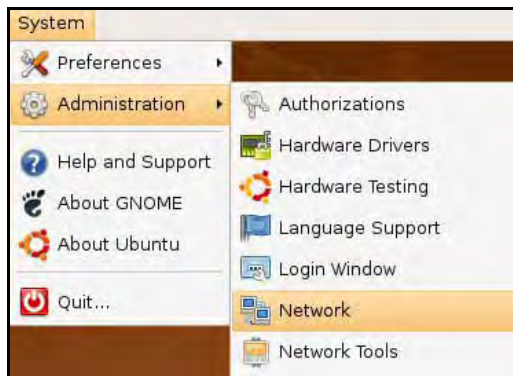 System
Preferences
Administration
Help and Support
About GNOME
About Ubuntu
Quit...
Authorizations
Hardware Drivers
Hardware Testing
Language Support
Login Window
Network
Network Tools